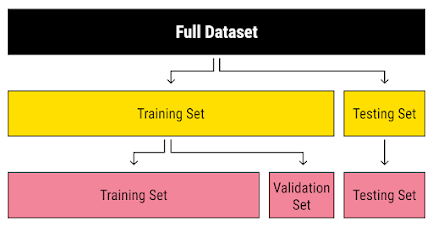 Full Dataset
Training Set
Testing Set
Training Set
Validation
Set
Testing Set